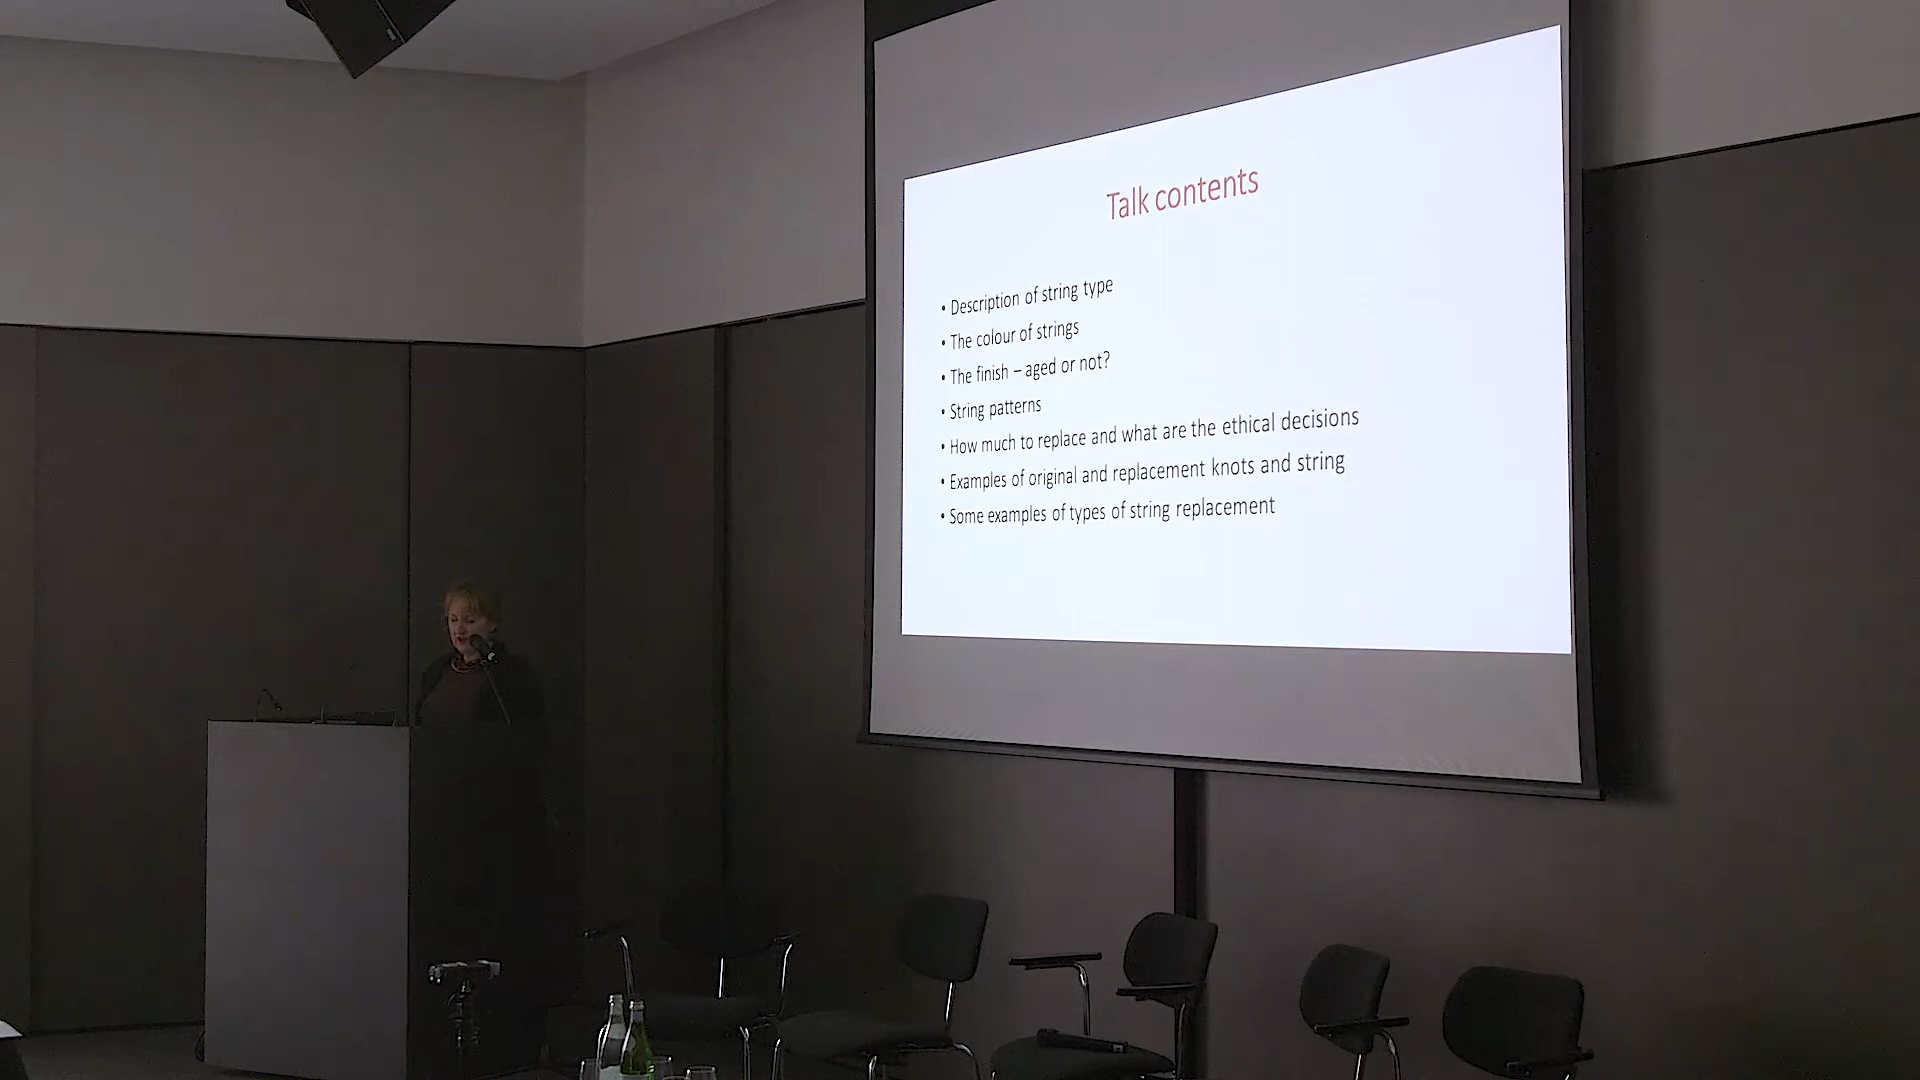 Talk contents
• Description of string type
• The colour of strings
• The finish – aged or not?
• String patterns
• How much to replace and what are the ethical decisions
• Examples of original and replacement knots and string
• Some examples of types of string replacement